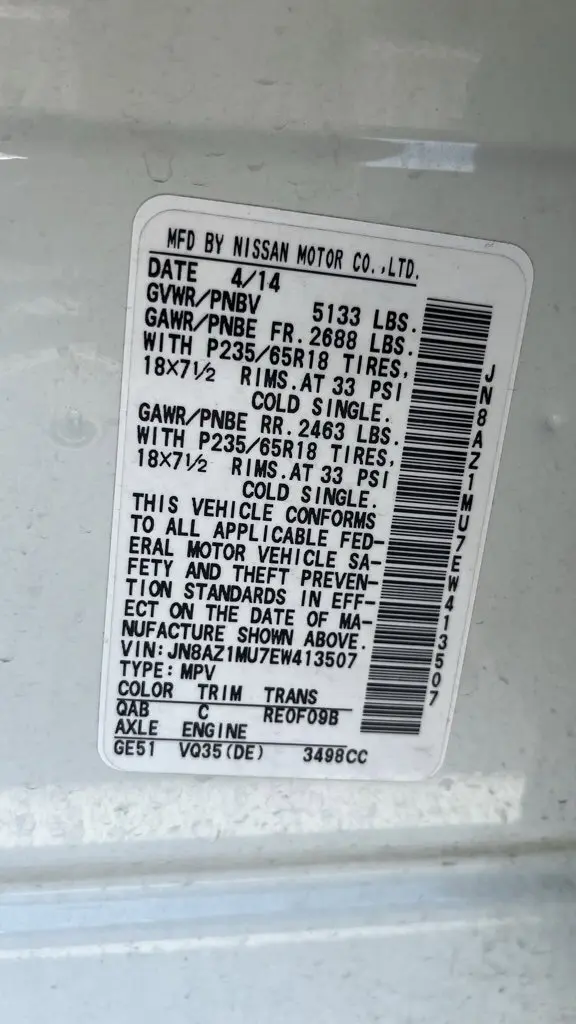 MFD BY NISSAN MOTOR CO.,LTD.
DATE 4/14
GVWR/PNBV 5133 LBS.
GAWR/PNBE FR. 2688 LBS.
WITH P235/65R18 TIRES,
18X7½ RIMS. AT 33 PSI
COLD SINGLE.
GAWR/PNBE RR. 2463 LBS.
WITH P235/65R18 TIRES,
18X7½ RIMS. AT 33 PSI
COLD SINGLE.
THIS VEHICLE CONFORMS
TO ALL APPLICABLE FED-
ERAL MOTOR VEHICLE SA-
FETY AND THEFT PREVEN-
TION STANDARDS IN EFF-
ECT ON THE DATE OF MA-
NUFACTURE SHOWN ABOVE.
VIN: JN8AZ1MU7EW413507
TYPE: MPV
COLOR TRIM TRANS
QAB C RE0F09B
AXLE ENGINE
GE51 VQ35(DE) 3498CC
JN8AZ1MU7EW413507